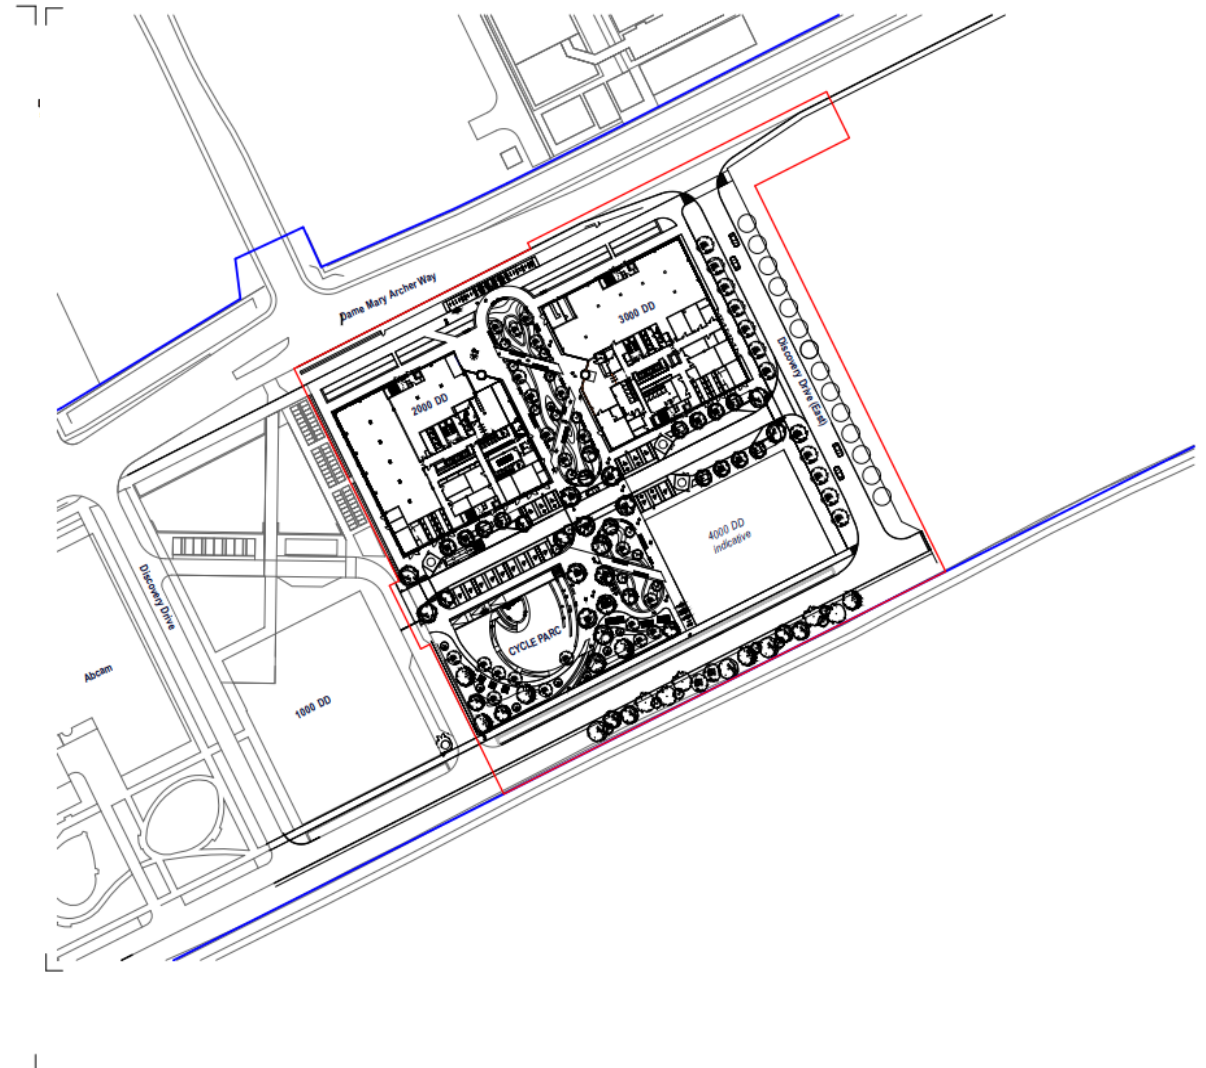 Dame Mary Archer Way
3000 DD
2000 DD
Discovery Drive (East)
4000 DD
indicative
Discovery Drive
CYCLE PARC
Abcam
1000 DD